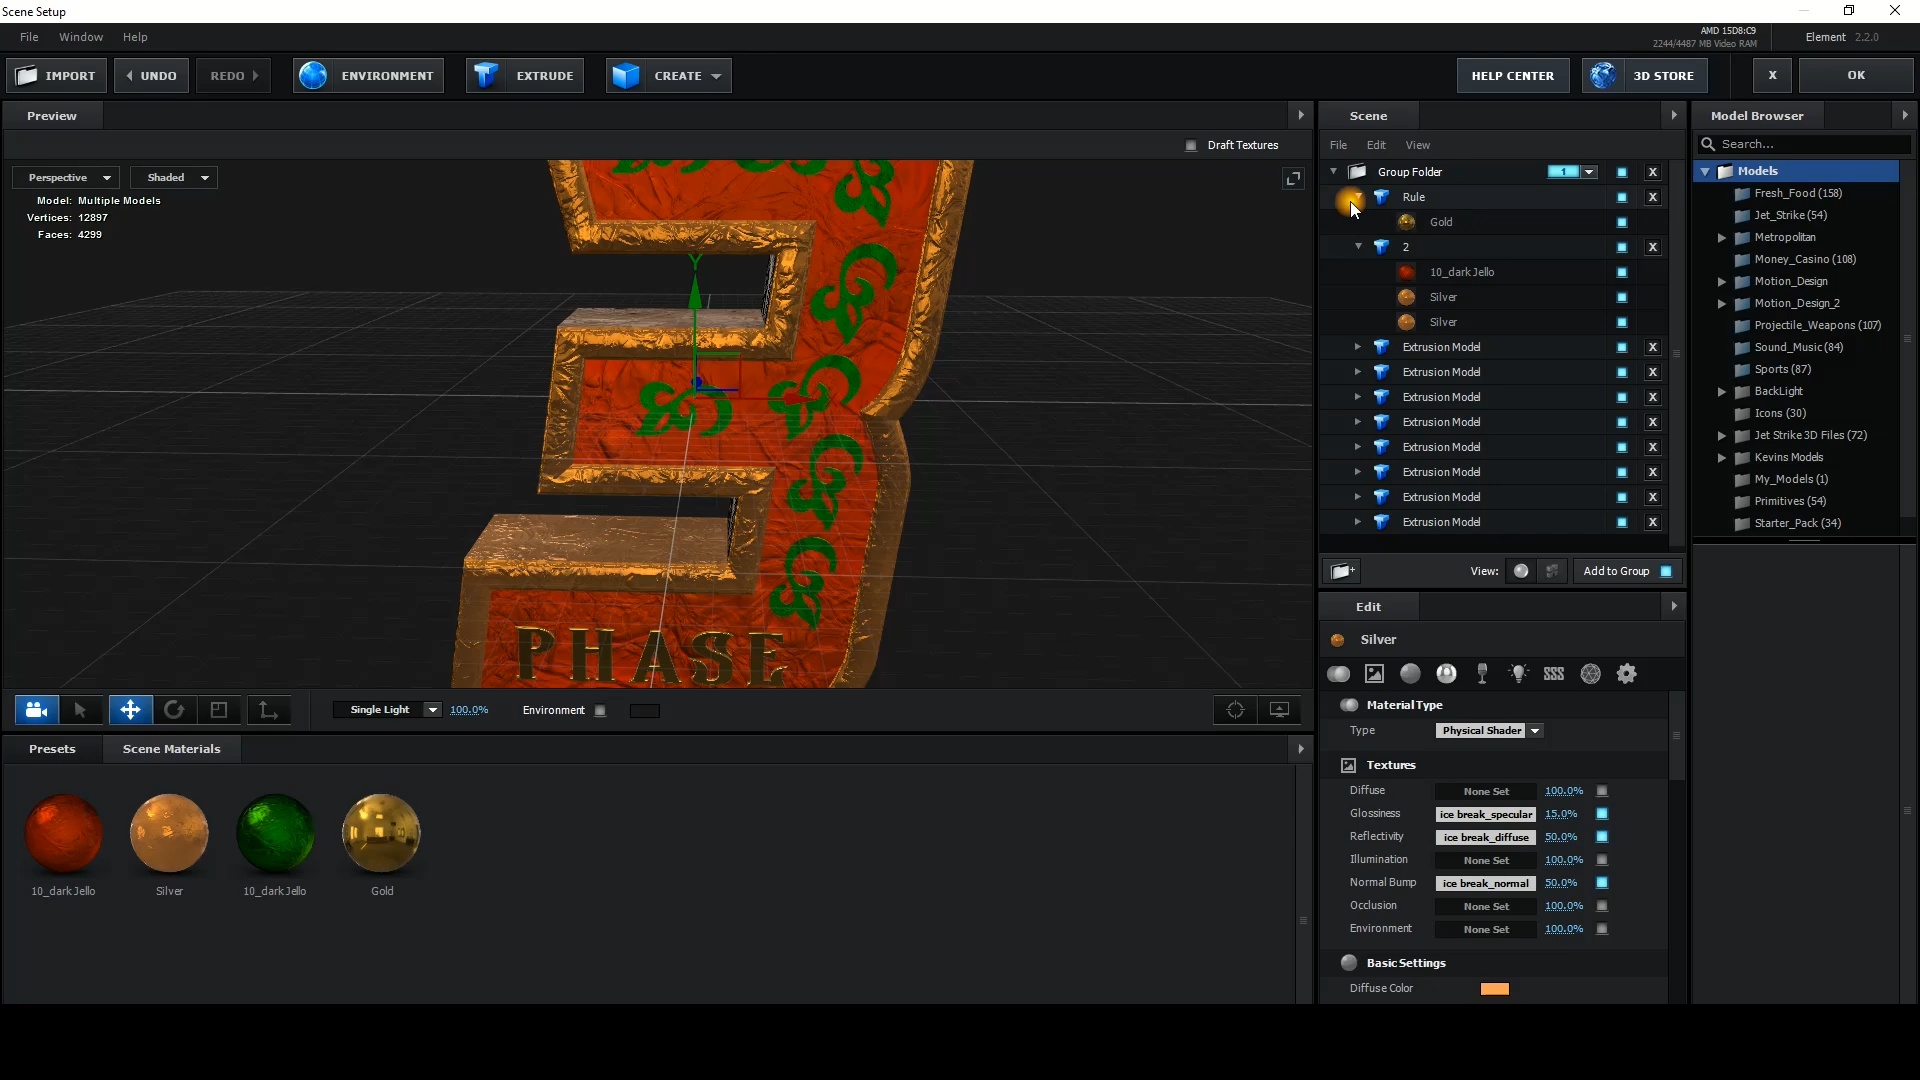 Scene Setup
File Window Help
AMD 15D8:C9
2244/4487 MB Video RAM
Element 2.2.0
IMPORT UNDO REDO ENVIRONMENT EXTRUDE CREATE HELP CENTER 3D STORE X OK
Preview
Draft Textures
Perspective Shaded
Model: Multiple Models
Vertices: 12897
Faces: 4299
Y
PHASE
Single Light 100.0% Environment
Presets Scene Materials
10_dark Jello Silver 10_dark Jello Gold
Scene
File Edit View
Group Folder 1 X
Rule X
Gold
2 X
10_dark Jello
Silver
Silver
Extrusion Model X
Extrusion Model X
Extrusion Model X
Extrusion Model X
Extrusion Model X
Extrusion Model X
Extrusion Model X
Extrusion Model X
View: Add to Group
Edit
Silver
Material Type
Type Physical Shader
Textures
Diffuse None Set 100.0%
Glossiness ice break_specular 15.0%
Reflectivity ice break_diffuse 50.0%
Illumination None Set 100.0%
Normal Bump ice break_normal 50.0%
Occlusion None Set 100.0%
Environment None Set 100.0%
Basic Settings
Diffuse Color
Model Browser
Search...
Models
Fresh_Food (158)
Jet_Strike (54)
Metropolitan
Money_Casino (108)
Motion_Design
Motion_Design_2
Projectile_Weapons (107)
Sound_Music (84)
Sports (87)
BackLight
Icons (30)
Jet Strike 3D Files (72)
Kevins Models
My_Models (1)
Primitives (54)
Starter_Pack (34)